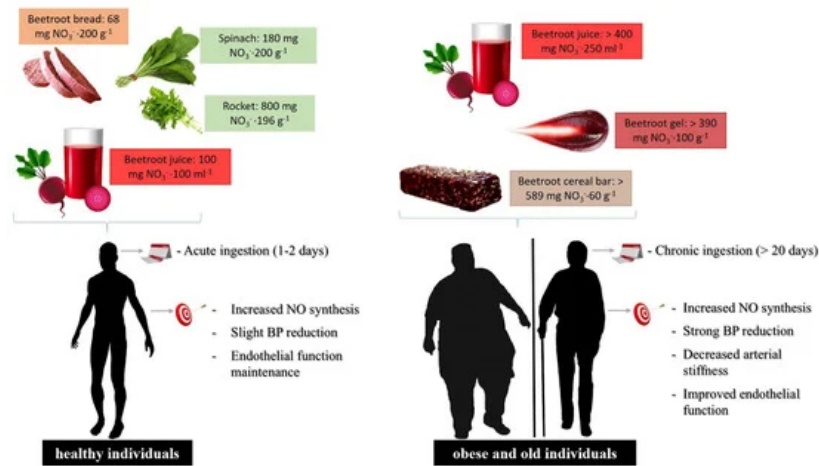 Beetroot bread: 68
mg NO₃⁻·200 g⁻¹
Spinach: 180 mg
NO₃⁻·200 g⁻¹
Rocket: 800 mg
NO₃⁻·196 g⁻¹
Beetroot juice: 100
mg NO₃⁻·100 ml⁻¹
- Acute ingestion (1-2 days)
- Increased NO synthesis
- Slight BP reduction
- Endothelial function
maintenance
healthy individuals
Beetroot juice: > 400
mg NO₃⁻·250 ml⁻¹
Beetroot gel: > 390
mg NO₃⁻·100 g⁻¹
Beetroot cereal bar: >
589 mg NO₃⁻·60 g⁻¹
- Chronic ingestion (> 20 days)
- Increased NO synthesis
- Strong BP reduction
- Decreased arterial
stiffness
- Improved endothelial
function
obese and old individuals